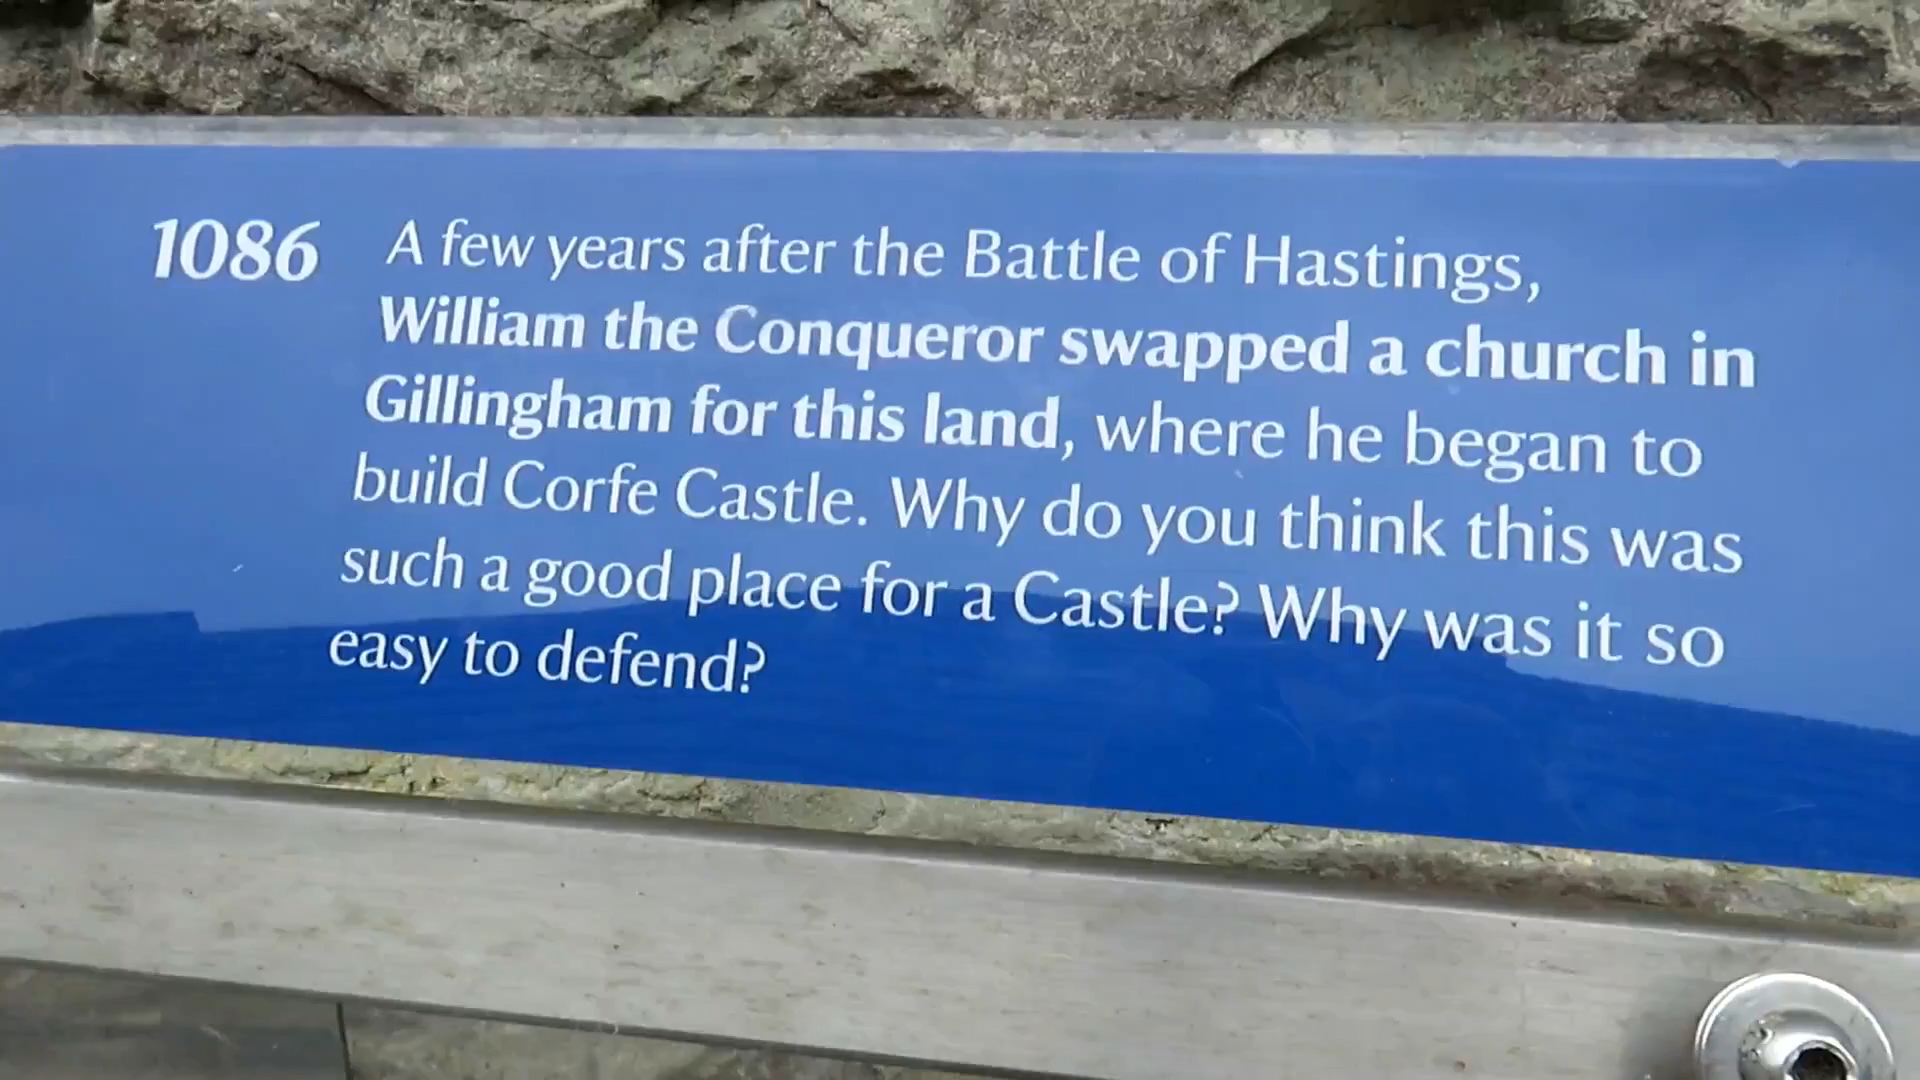 1086 A few years after the Battle of Hastings,
William the Conqueror swapped a church in
Gillingham for this land, where he began to
build Corfe Castle. Why do you think this was
such a good place for a Castle? Why was it so
easy to defend?